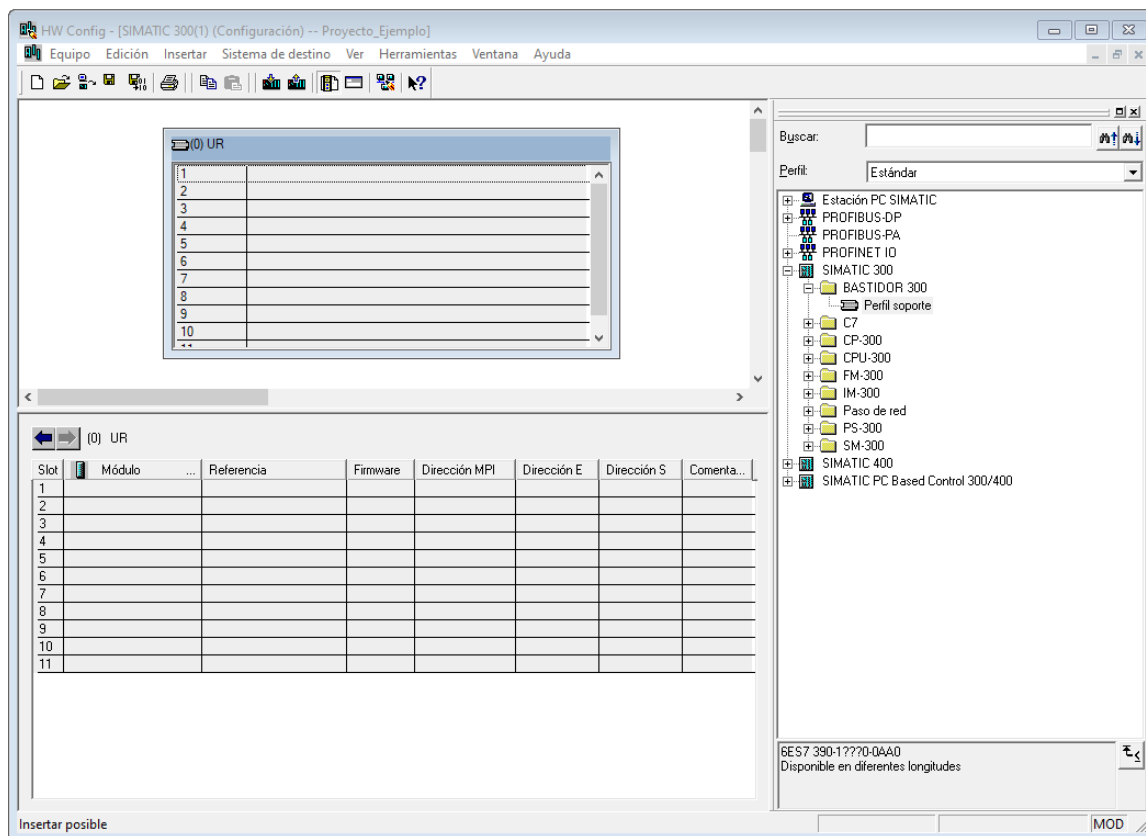 HW Config - [SIMATIC 300(1) (Configuración) -- Proyecto_Ejemplo]
Equipo Edición Insertar Sistema de destino Ver Herramientas Ventana Ayuda
(0) UR
1
2
3
4
5
6
7
8
9
10
11
(0) UR
Slot Módulo ... Referencia Firmware Dirección MPI Dirección E Dirección S Comenta...
1
2
3
4
5
6
7
8
9
10
11
Buscar:
Perfil: Estándar
Estación PC SIMATIC
PROFIBUS-DP
PROFIBUS-PA
PROFINET IO
SIMATIC 300
BASTIDOR 300
Perfil soporte
C7
CP-300
CPU-300
FM-300
IM-300
Paso de red
PS-300
SM-300
SIMATIC 400
SIMATIC PC Based Control 300/400
6ES7 390-1???0-0AA0
Disponible en diferentes longitudes
Insertar posible MOD